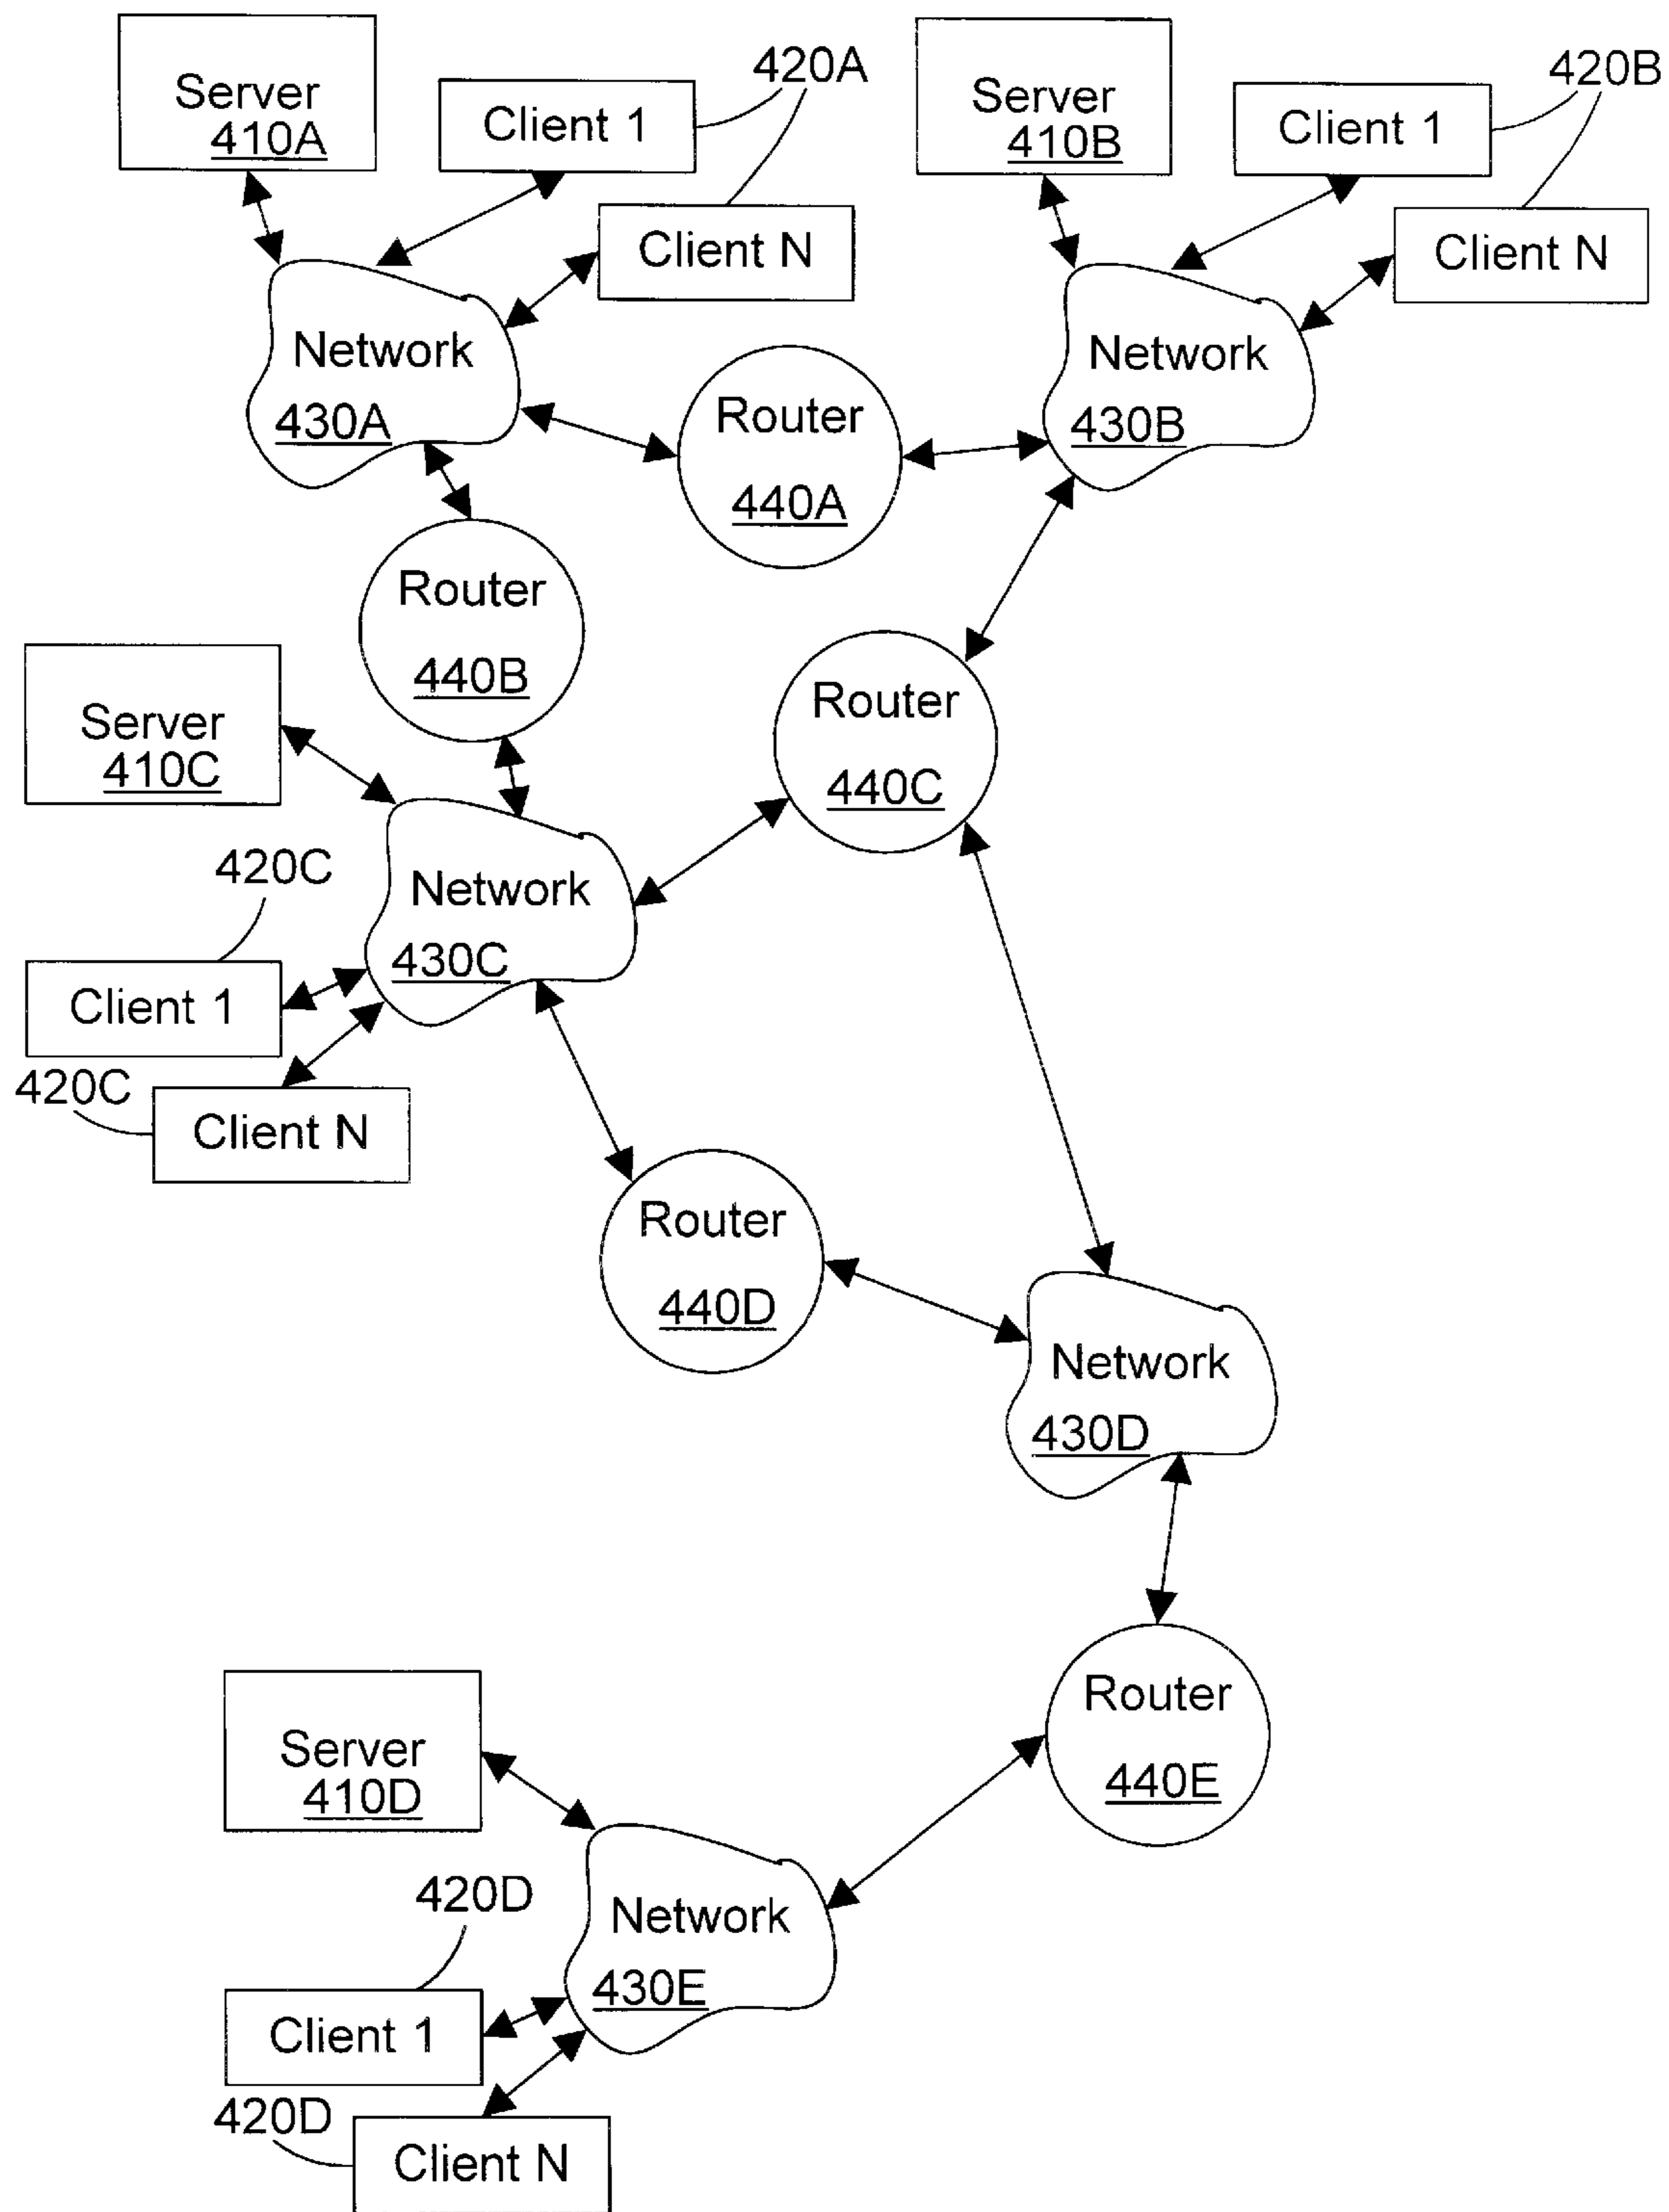 420A
420B
Server
410A
Client 1
Client N
Server
410B
Client 1
Client N
Network
430A
Router
440A
Network
430B
Router
440B
Server
410C
Router
440C
420C
Network
430C
Client 1
420C
Client N
Router
440D
Network
430D
Router
440E
Server
410D
420D
Network
430E
Client 1
420D
Client N